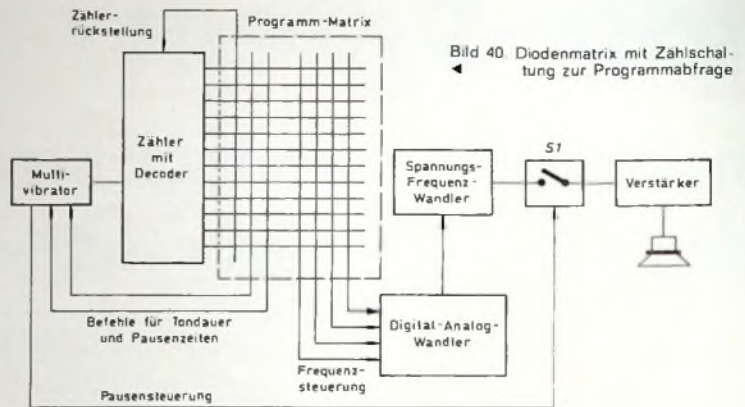 Zähler-
rückstellung
Programm-Matrix
Bild 40. Diodenmatrix mit Zählschal-
tung zur Programmabfrage
Zähler
mit
Decoder
Multi-
vibrator
Spannungs-
Frequenz-
Wandler
S1
Verstärker
Befehle für Tondauer
und Pausenzeiten
Frequenz-
steuerung
Digital-Analog-
Wandler
Pausensteuerung